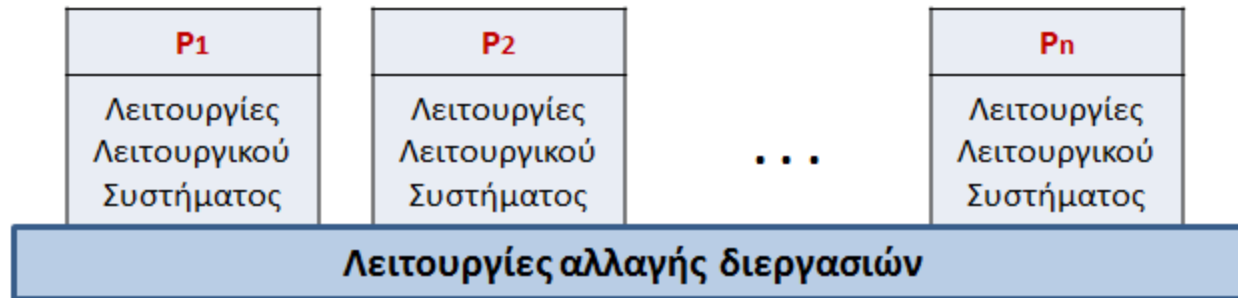 P1
Λειτουργίες
Λειτουργικού
Συστήματος
P2
Λειτουργίες
Λειτουργικού
Συστήματος
...
Pn
Λειτουργίες
Λειτουργικού
Συστήματος
Λειτουργίες αλλαγής διεργασιών